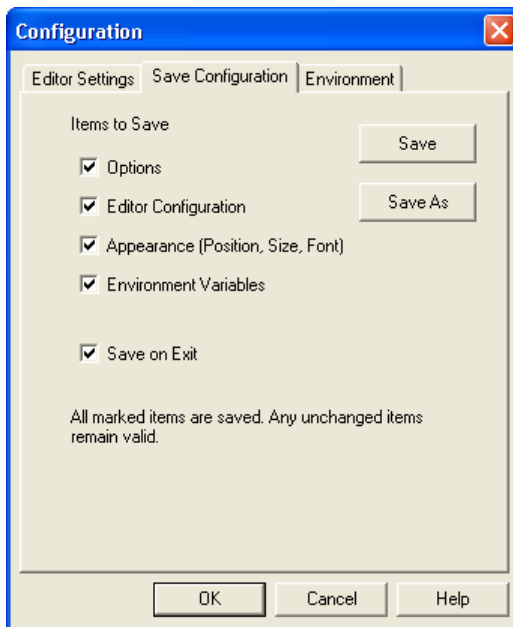 Configuration
Editor Settings
Save Configuration
Environment
Items to Save
Save
Options
Save As
Editor Configuration
Appearance (Position, Size, Font)
Environment Variables
Save on Exit
All marked items are saved. Any unchanged items
remain valid.
OK
Cancel
Help